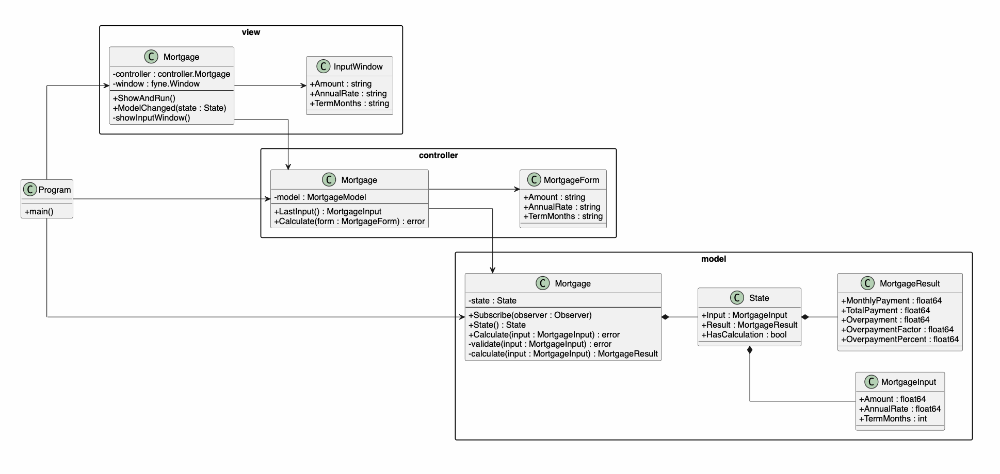 view
C Mortgage
-controller : controller.Mortgage
-window : fyne.Window
+ShowAndRun()
+ModelChanged(state : State)
-showInputWindow()
C InputWindow
+Amount : string
+AnnualRate : string
+TermMonths : string
C Program
+main()
controller
C Mortgage
-model : MortgageModel
+LastInput() : MortgageInput
+Calculate(form : MortgageForm) : error
C MortgageForm
+Amount : string
+AnnualRate : string
+TermMonths : string
model
C Mortgage
-state : State
+Subscribe(observer : Observer)
+State() : State
+Calculate(input : MortgageInput) : error
-validate(input : MortgageInput) : error
-calculate(input : MortgageInput) : MortgageResult
C State
+Input : MortgageInput
+Result : MortgageResult
+HasCalculation : bool
C MortgageResult
+MonthlyPayment : float64
+TotalPayment : float64
+Overpayment : float64
+OverpaymentFactor : float64
+OverpaymentPercent : float64
C MortgageInput
+Amount : float64
+AnnualRate : float64
+TermMonths : int